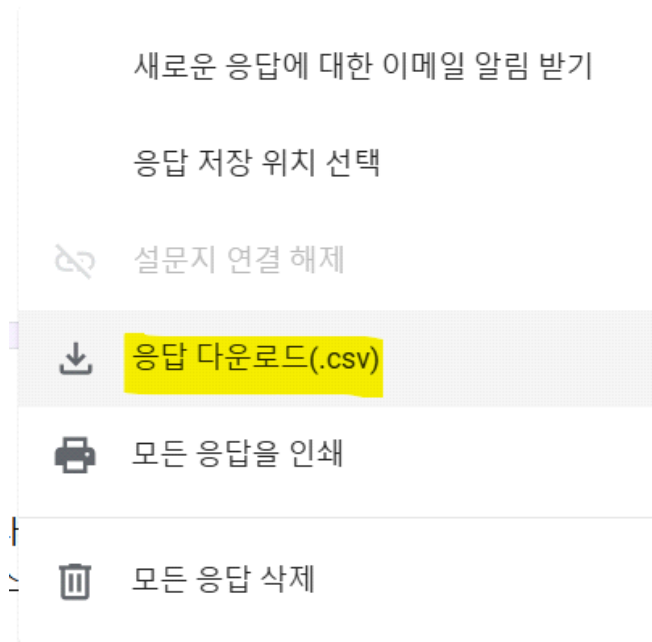 새로운 응답에 대한 이메일 알림 받기
응답 저장 위치 선택
설문지 연결 해제
응답 다운로드(.csv)
모든 응답을 인쇄
모든 응답 삭제